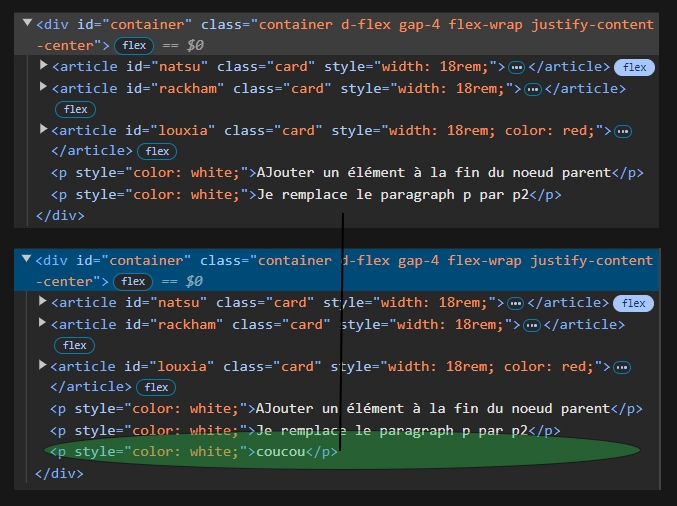 <div id="container" class="container d-flex gap-4 flex-wrap justify-content
-center"> flex == $0
<article id="natsu" class="card" style="width: 18rem;">…</article> flex
<article id="rackham" class="card" style="width: 18rem;">…</article>
flex
<article id="louxia" class="card" style="width: 18rem; color: red;">…
</article> flex
<p style="color: white;">AJouter un élément à la fin du noeud parent</p>
<p style="color: white;">Je remplace le paragraph p par p2</p>
</div>
<div id="container" class="container d-flex gap-4 flex-wrap justify-content
-center"> flex == $0
<article id="natsu" class="card" style="width: 18rem;">…</article> flex
<article id="rackham" class="card" style="width: 18rem;">…</article>
flex
<article id="louxia" class="card" style="width: 18rem; color: red;">…
</article> flex
<p style="color: white;">AJouter un élément à la fin du noeud parent</p>
<p style="color: white;">Je remplace le paragraph p par p2</p>
<p style="color: white;">coucou</p>
</div>